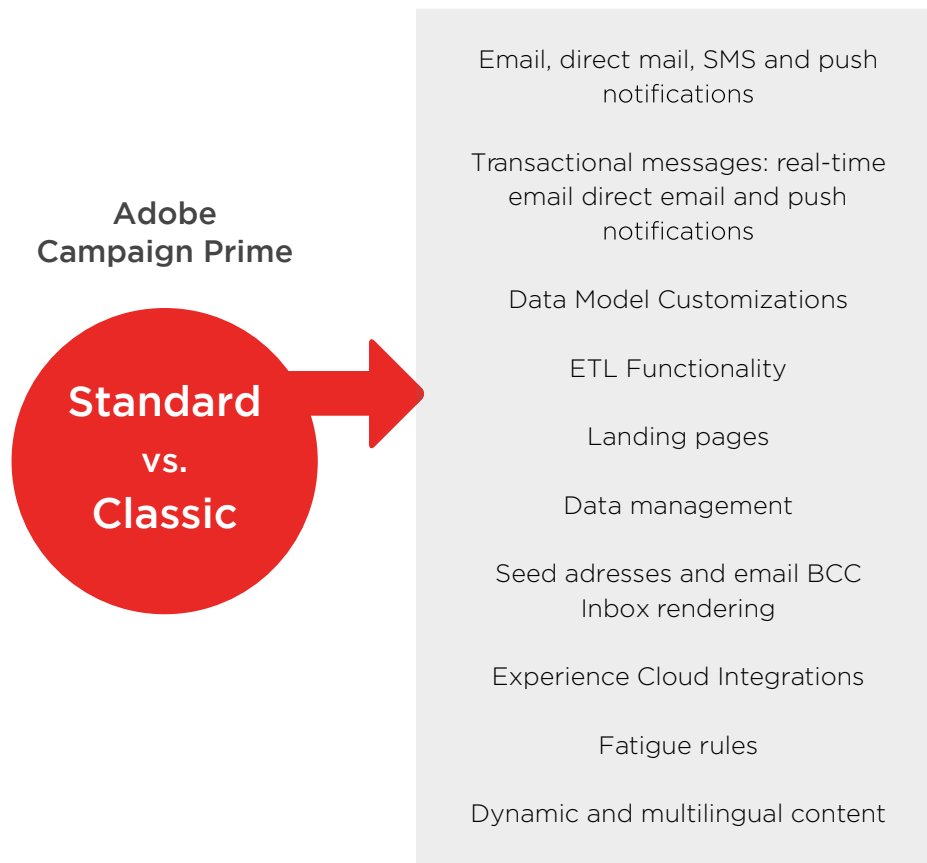 Adobe
Campaign Prime
Standard
vs.
Classic
Email, direct mail, SMS and push
notifications
Transactional messages: real-time
email direct email and push
notifications
Data Model Customizations
ETL Functionality
Landing pages
Data management
Seed adresses and email BCC
Inbox rendering
Experience Cloud Integrations
Fatigue rules
Dynamic and multilingual content